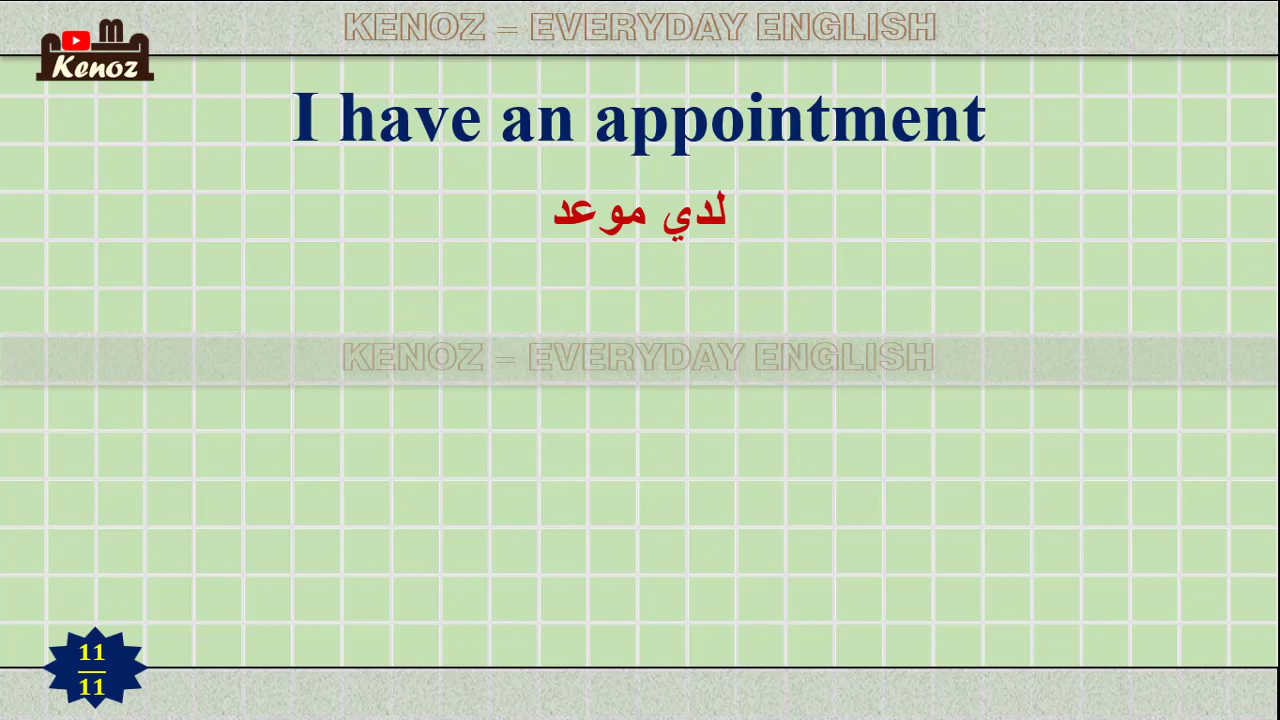 KENOZ – EVERYDAY ENGLISH
Kenoz
I have an appointment
لدي موعد
KENOZ – EVERYDAY ENGLISH
11
11